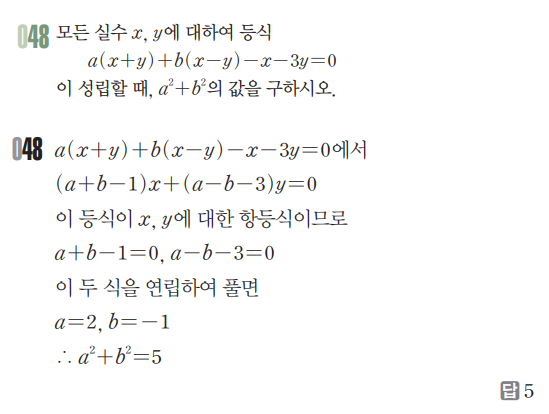 048 모든 실수 x, y에 대하여 등식
a(x+y)+b(x-y)-x-3y=0
이 성립할 때, a²+b²의 값을 구하시오.
048 a(x+y)+b(x-y)-x-3y=0에서
(a+b-1)x+(a-b-3)y=0
이 등식이 x, y에 대한 항등식이므로
a+b-1=0, a-b-3=0
이 두 식을 연립하여 풀면
a=2, b=-1
∴ a²+b²=5
답 5